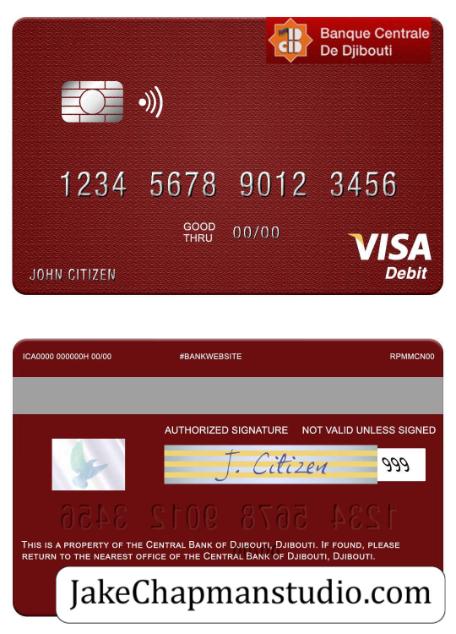 Banque Centrale
De Djibouti
1234 5678 9012 3456
GOOD
THRU 00/00
VISA
Debit
JOHN CITIZEN
ICA0000 000000H 00/00 #BANKWEBSITE RPMMCN00
AUTHORIZED SIGNATURE NOT VALID UNLESS SIGNED
J. Citizen 999
1234 5678 9012 3456
THIS IS A PROPERTY OF THE CENTRAL BANK OF DJIBOUTI, DJIBOUTI. IF FOUND, PLEASE
RETURN TO THE NEAREST OFFICE OF THE CENTRAL BANK OF DJIBOUTI, DJIBOUTI.
JakeChapmanstudio.com